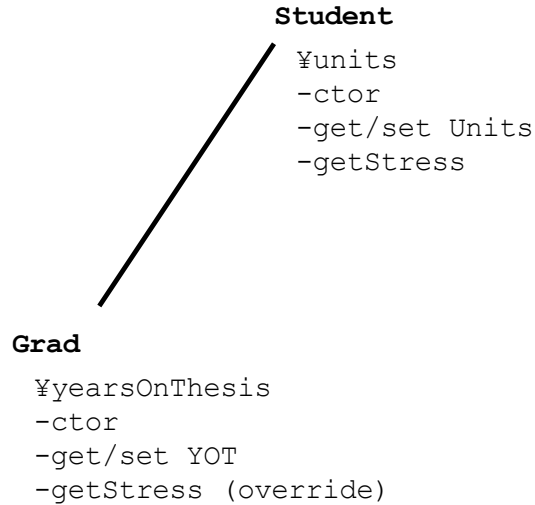 Student
¥units
-ctor
-get/set Units
-getStress
Grad
¥yearsOnThesis
-ctor
-get/set YOT
-getStress (override)